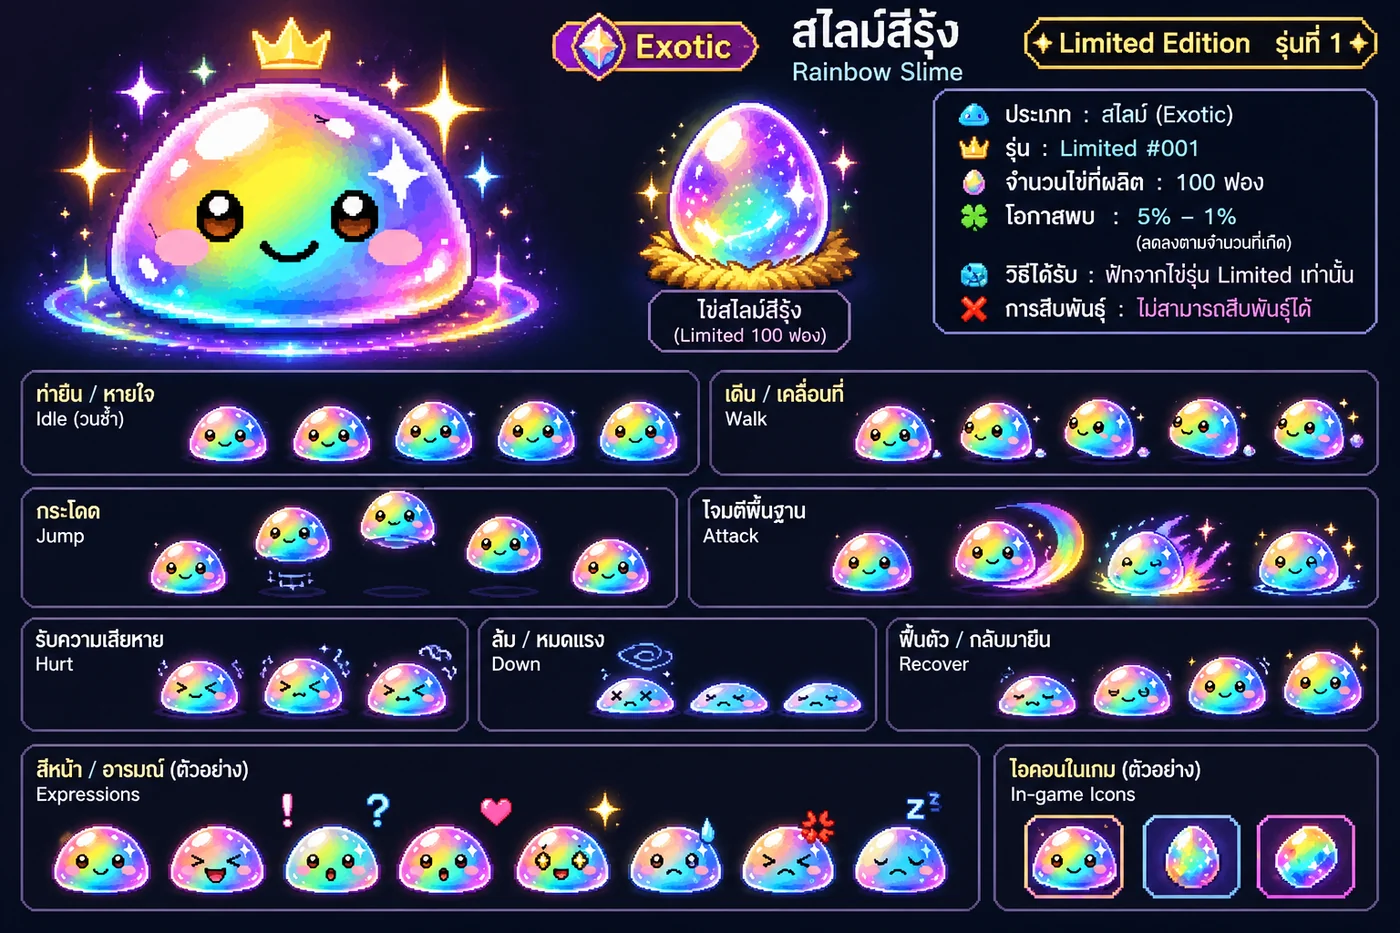 Exotic
สไลม์สีรุ้ง
Rainbow Slime
Limited Edition รุ่นที่ 1
ประเภท : สไลม์ (Exotic)
รุ่น : Limited #001
จำนวนไข่ที่ผลิต : 100 ฟอง
โอกาสพบ : 5% – 1%
(ลดลงตามจำนวนที่เกิด)
วิธีได้รับ : ฟักจากไข่รุ่น Limited เท่านั้น
การสืบพันธุ์ : ไม่สามารถสืบพันธุ์ได้
ไข่สไลม์สีรุ้ง
(Limited 100 ฟอง)
ท่ายืน / หายใจ
Idle (วนซ้ำ)
เดิน / เคลื่อนที่
Walk
กระโดด
Jump
โจมตีพื้นฐาน
Attack
รับความเสียหาย
Hurt
ล้ม / หมดแรง
Down
ฟื้นตัว / กลับมายืน
Recover
สีหน้า / อารมณ์ (ตัวอย่าง)
Expressions
! ? z z
ไอคอนในเกม (ตัวอย่าง)
In-game Icons